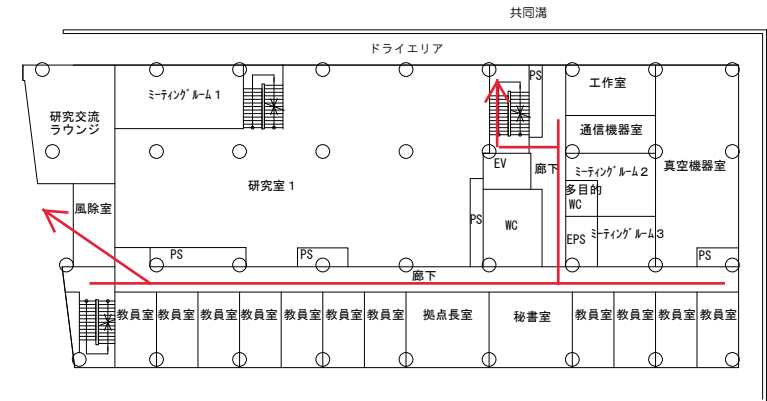 共同溝
ドライエリア
ミーティングルーム1
PS
工作室
研究交流
ラウンジ
通信機器室
研究室1
EV
廊下
ミーティングルーム2
真空機器室
多目的
WC
風除室
PS
WC
EPS
ミーティングルーム3
PS
PS
PS
廊下
教員室
教員室
教員室
教員室
教員室
教員室
教員室
拠点長室
秘書室
教員室
教員室
教員室
教員室